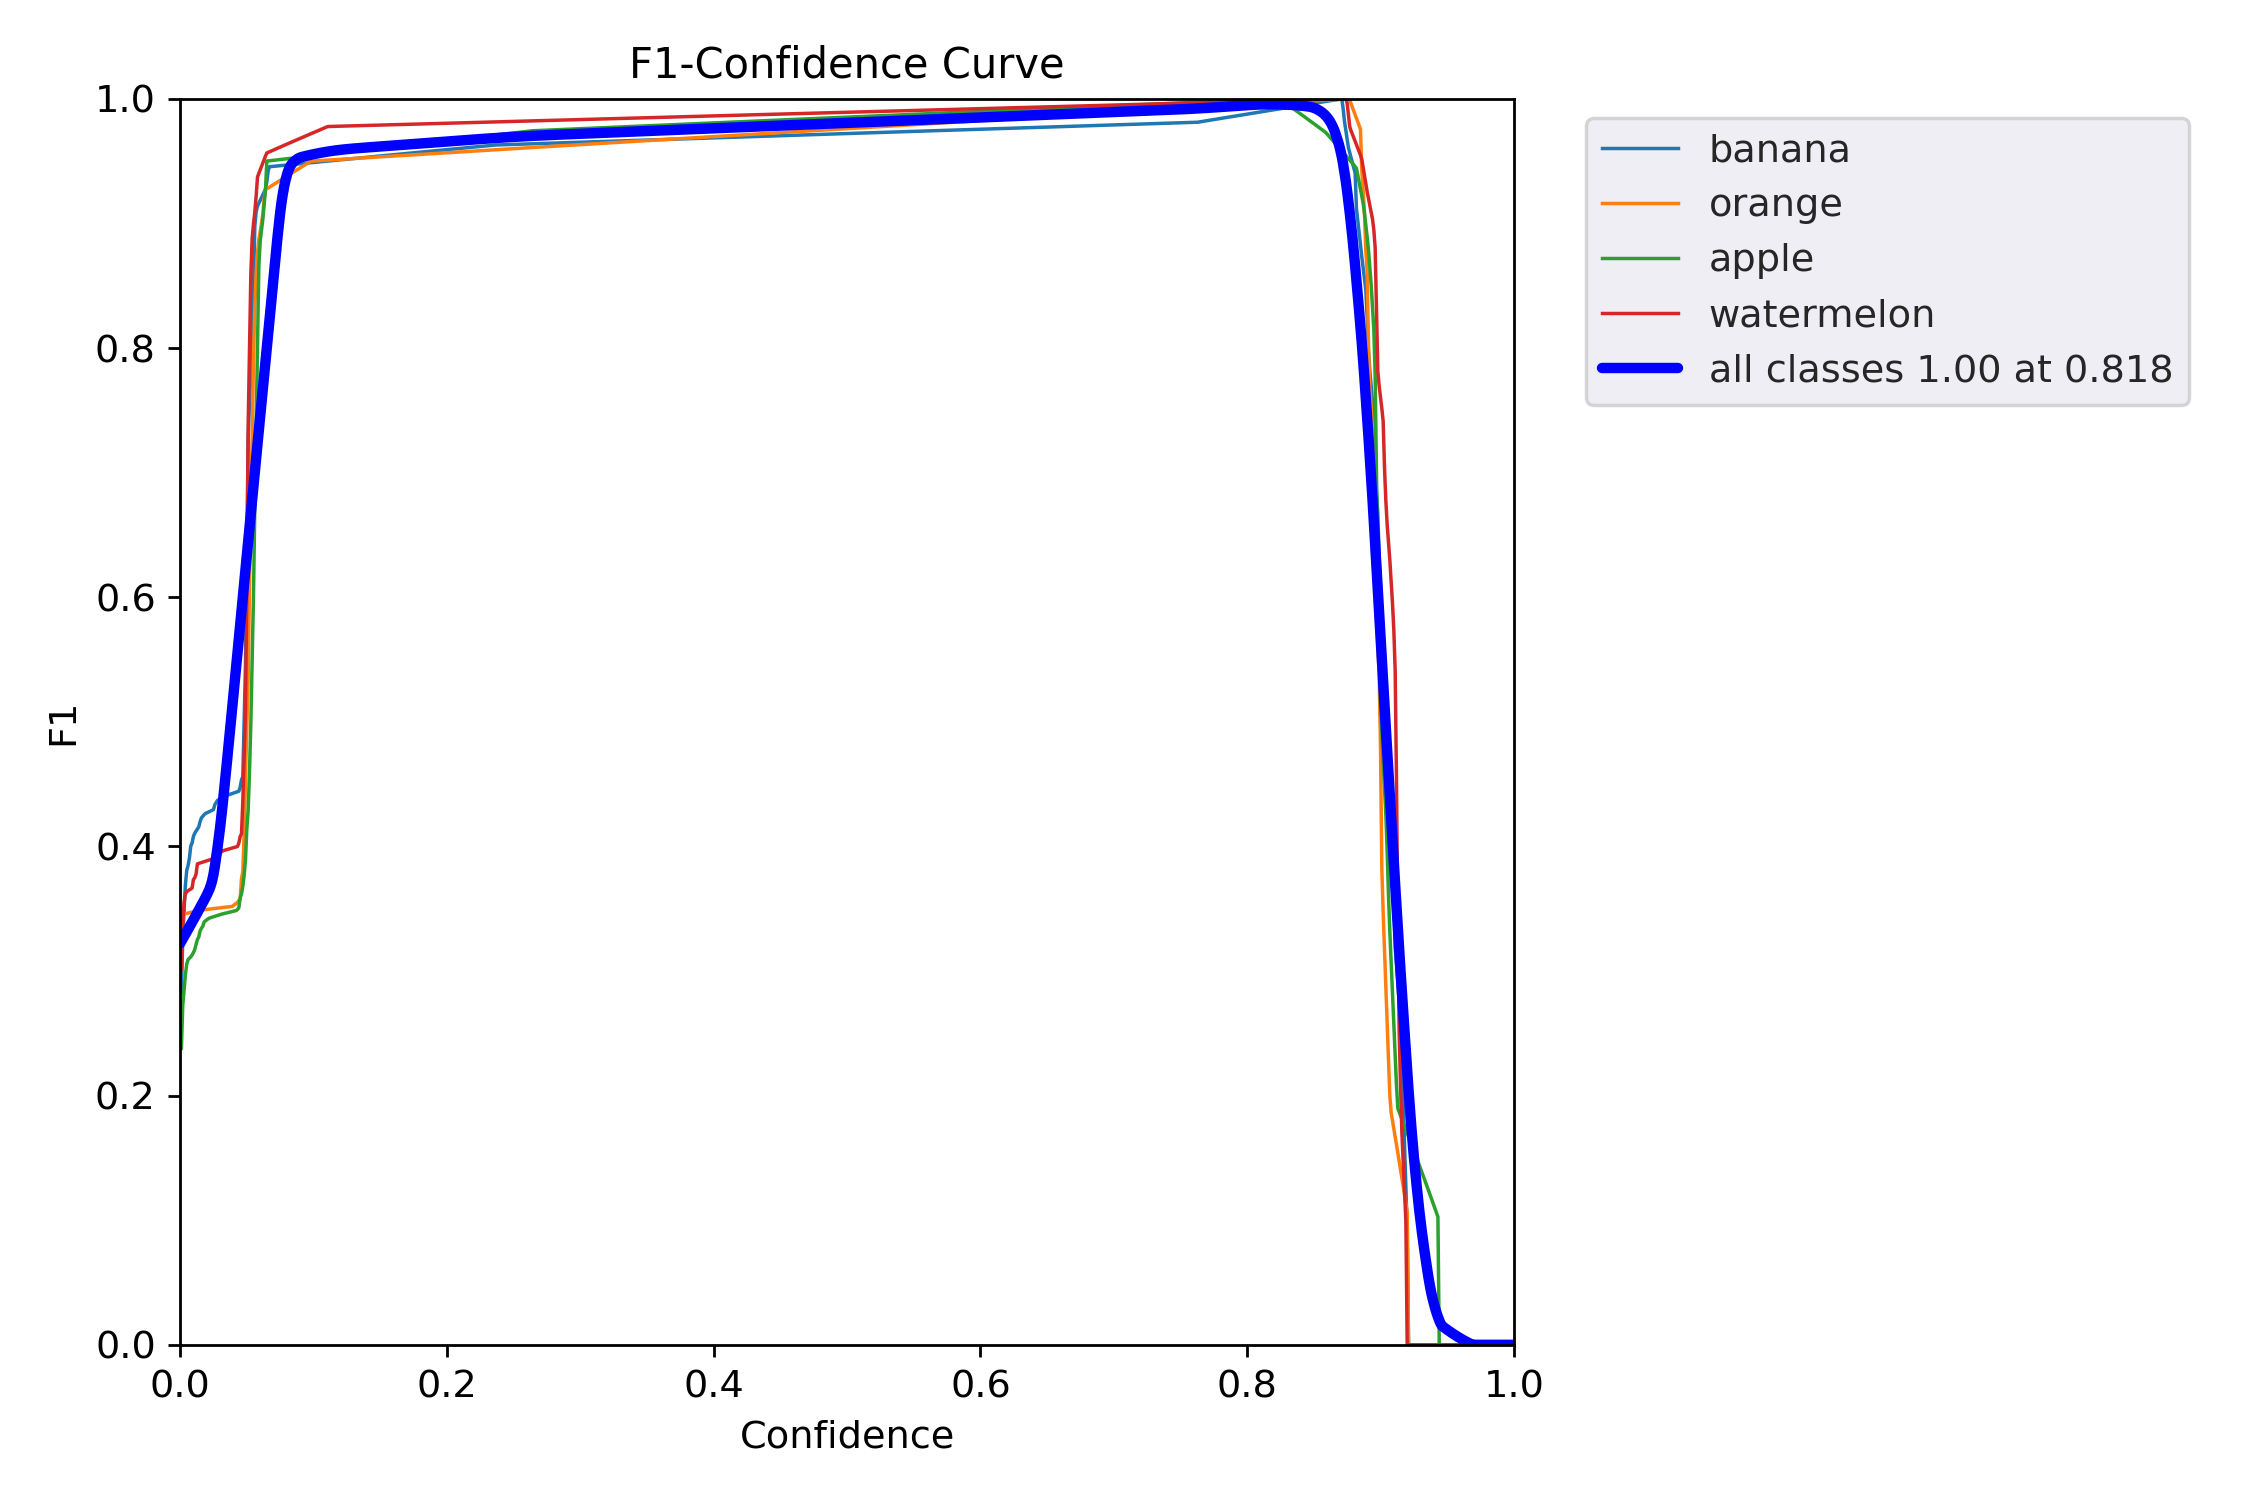 F1-Confidence Curve
1.0
0.8
0.6
0.4
0.2
0.0
F1
0.0 0.2 0.4 0.6 0.8 1.0
Confidence
banana
orange
apple
watermelon
all classes 1.00 at 0.818